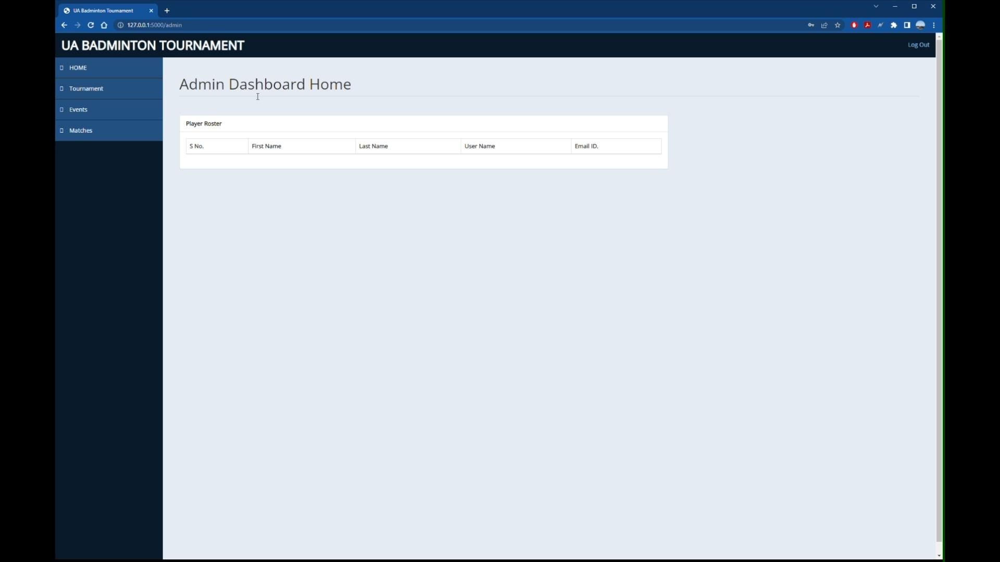 UA Badminton Tournament
127.0.0.1:5000/admin
UA BADMINTON TOURNAMENT
Log Out
HOME
Tournament
Events
Matches
Admin Dashboard Home
Player Roster
S No. First Name Last Name User Name Email ID.